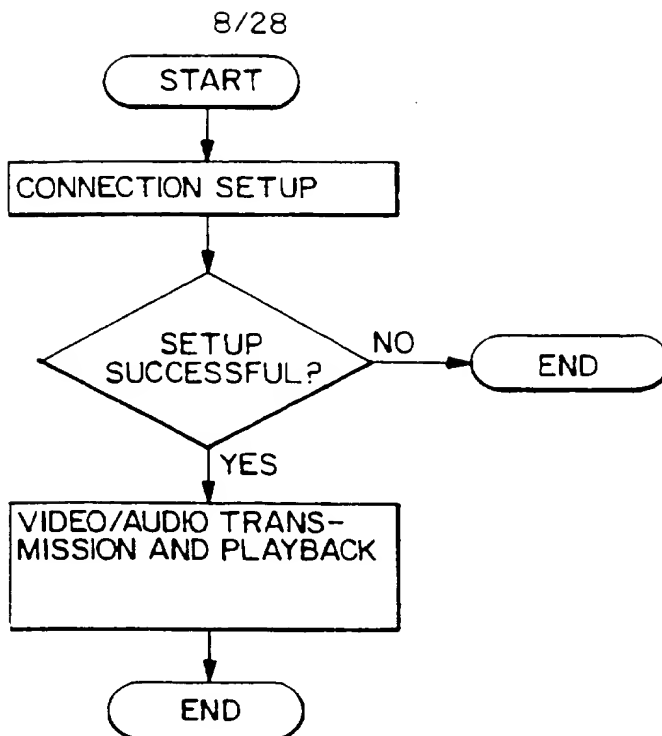 8/28
START
CONNECTION SETUP
SETUP
SUCCESSFUL?
NO
END
YES
VIDEO/AUDIO TRANS-
MISSION AND PLAYBACK
END